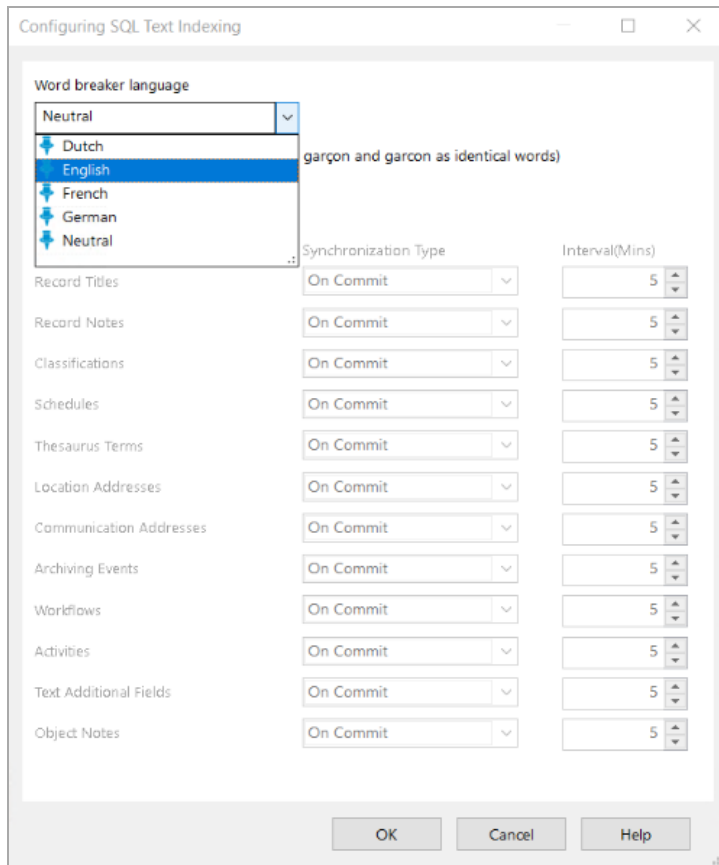 Configuring SQL Text Indexing
Word breaker language
Neutral
Dutch
English
garçon and garcon as identical words)
French
German
Neutral
Synchronization Type Interval(Mins)
Record Titles On Commit 5
Record Notes On Commit 5
Classifications On Commit 5
Schedules On Commit 5
Thesaurus Terms On Commit 5
Location Addresses On Commit 5
Communication Addresses On Commit 5
Archiving Events On Commit 5
Workflows On Commit 5
Activities On Commit 5
Text Additional Fields On Commit 5
Object Notes On Commit 5
OK Cancel Help